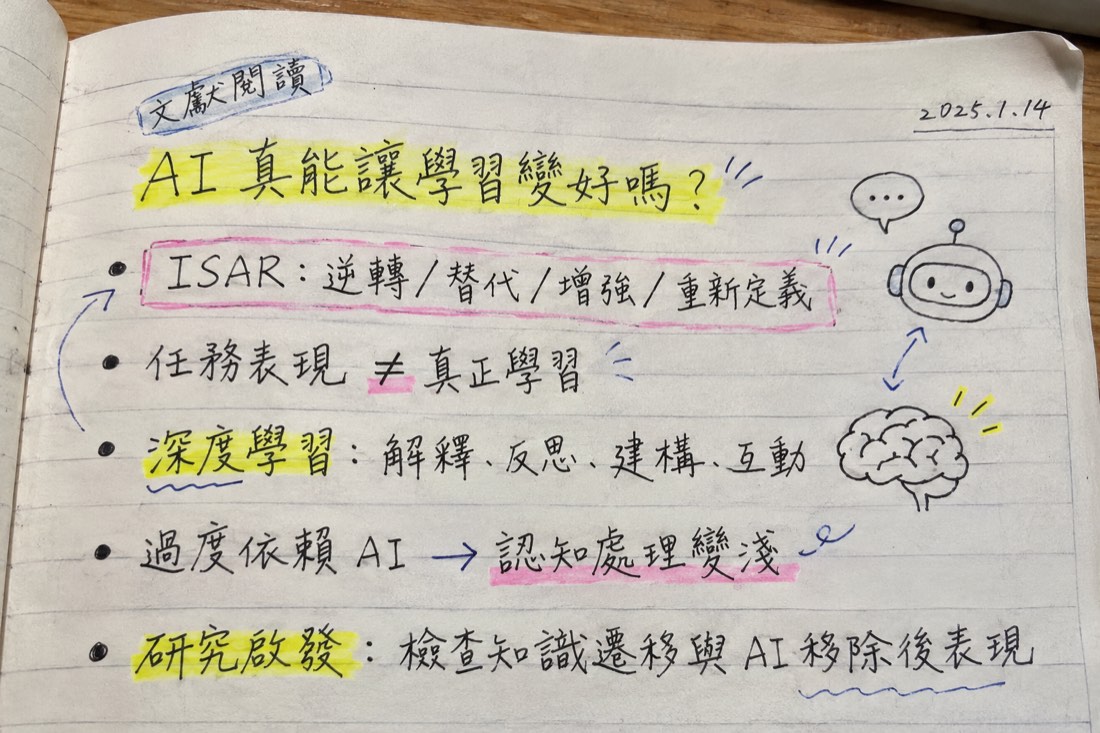 文獻閱讀
2025.1.14
AI 真能讓學習變好嗎?
• ISAR:逆轉/替代/增強/重新定義
• 任務表現 ≠ 真正學習
• 深度學習:解釋、反思、建構、互動
• 過度依賴 AI → 認知處理變淺
• 研究啟發:檢查知識遷移與 AI 移除後表現